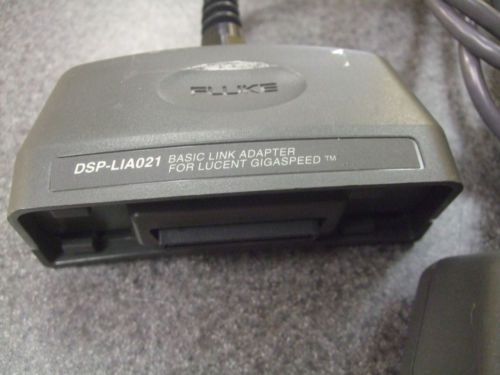 FLUKE
DSP-LIA021 BASIC LINK ADAPTER
FOR LUCENT GIGASPEED ™